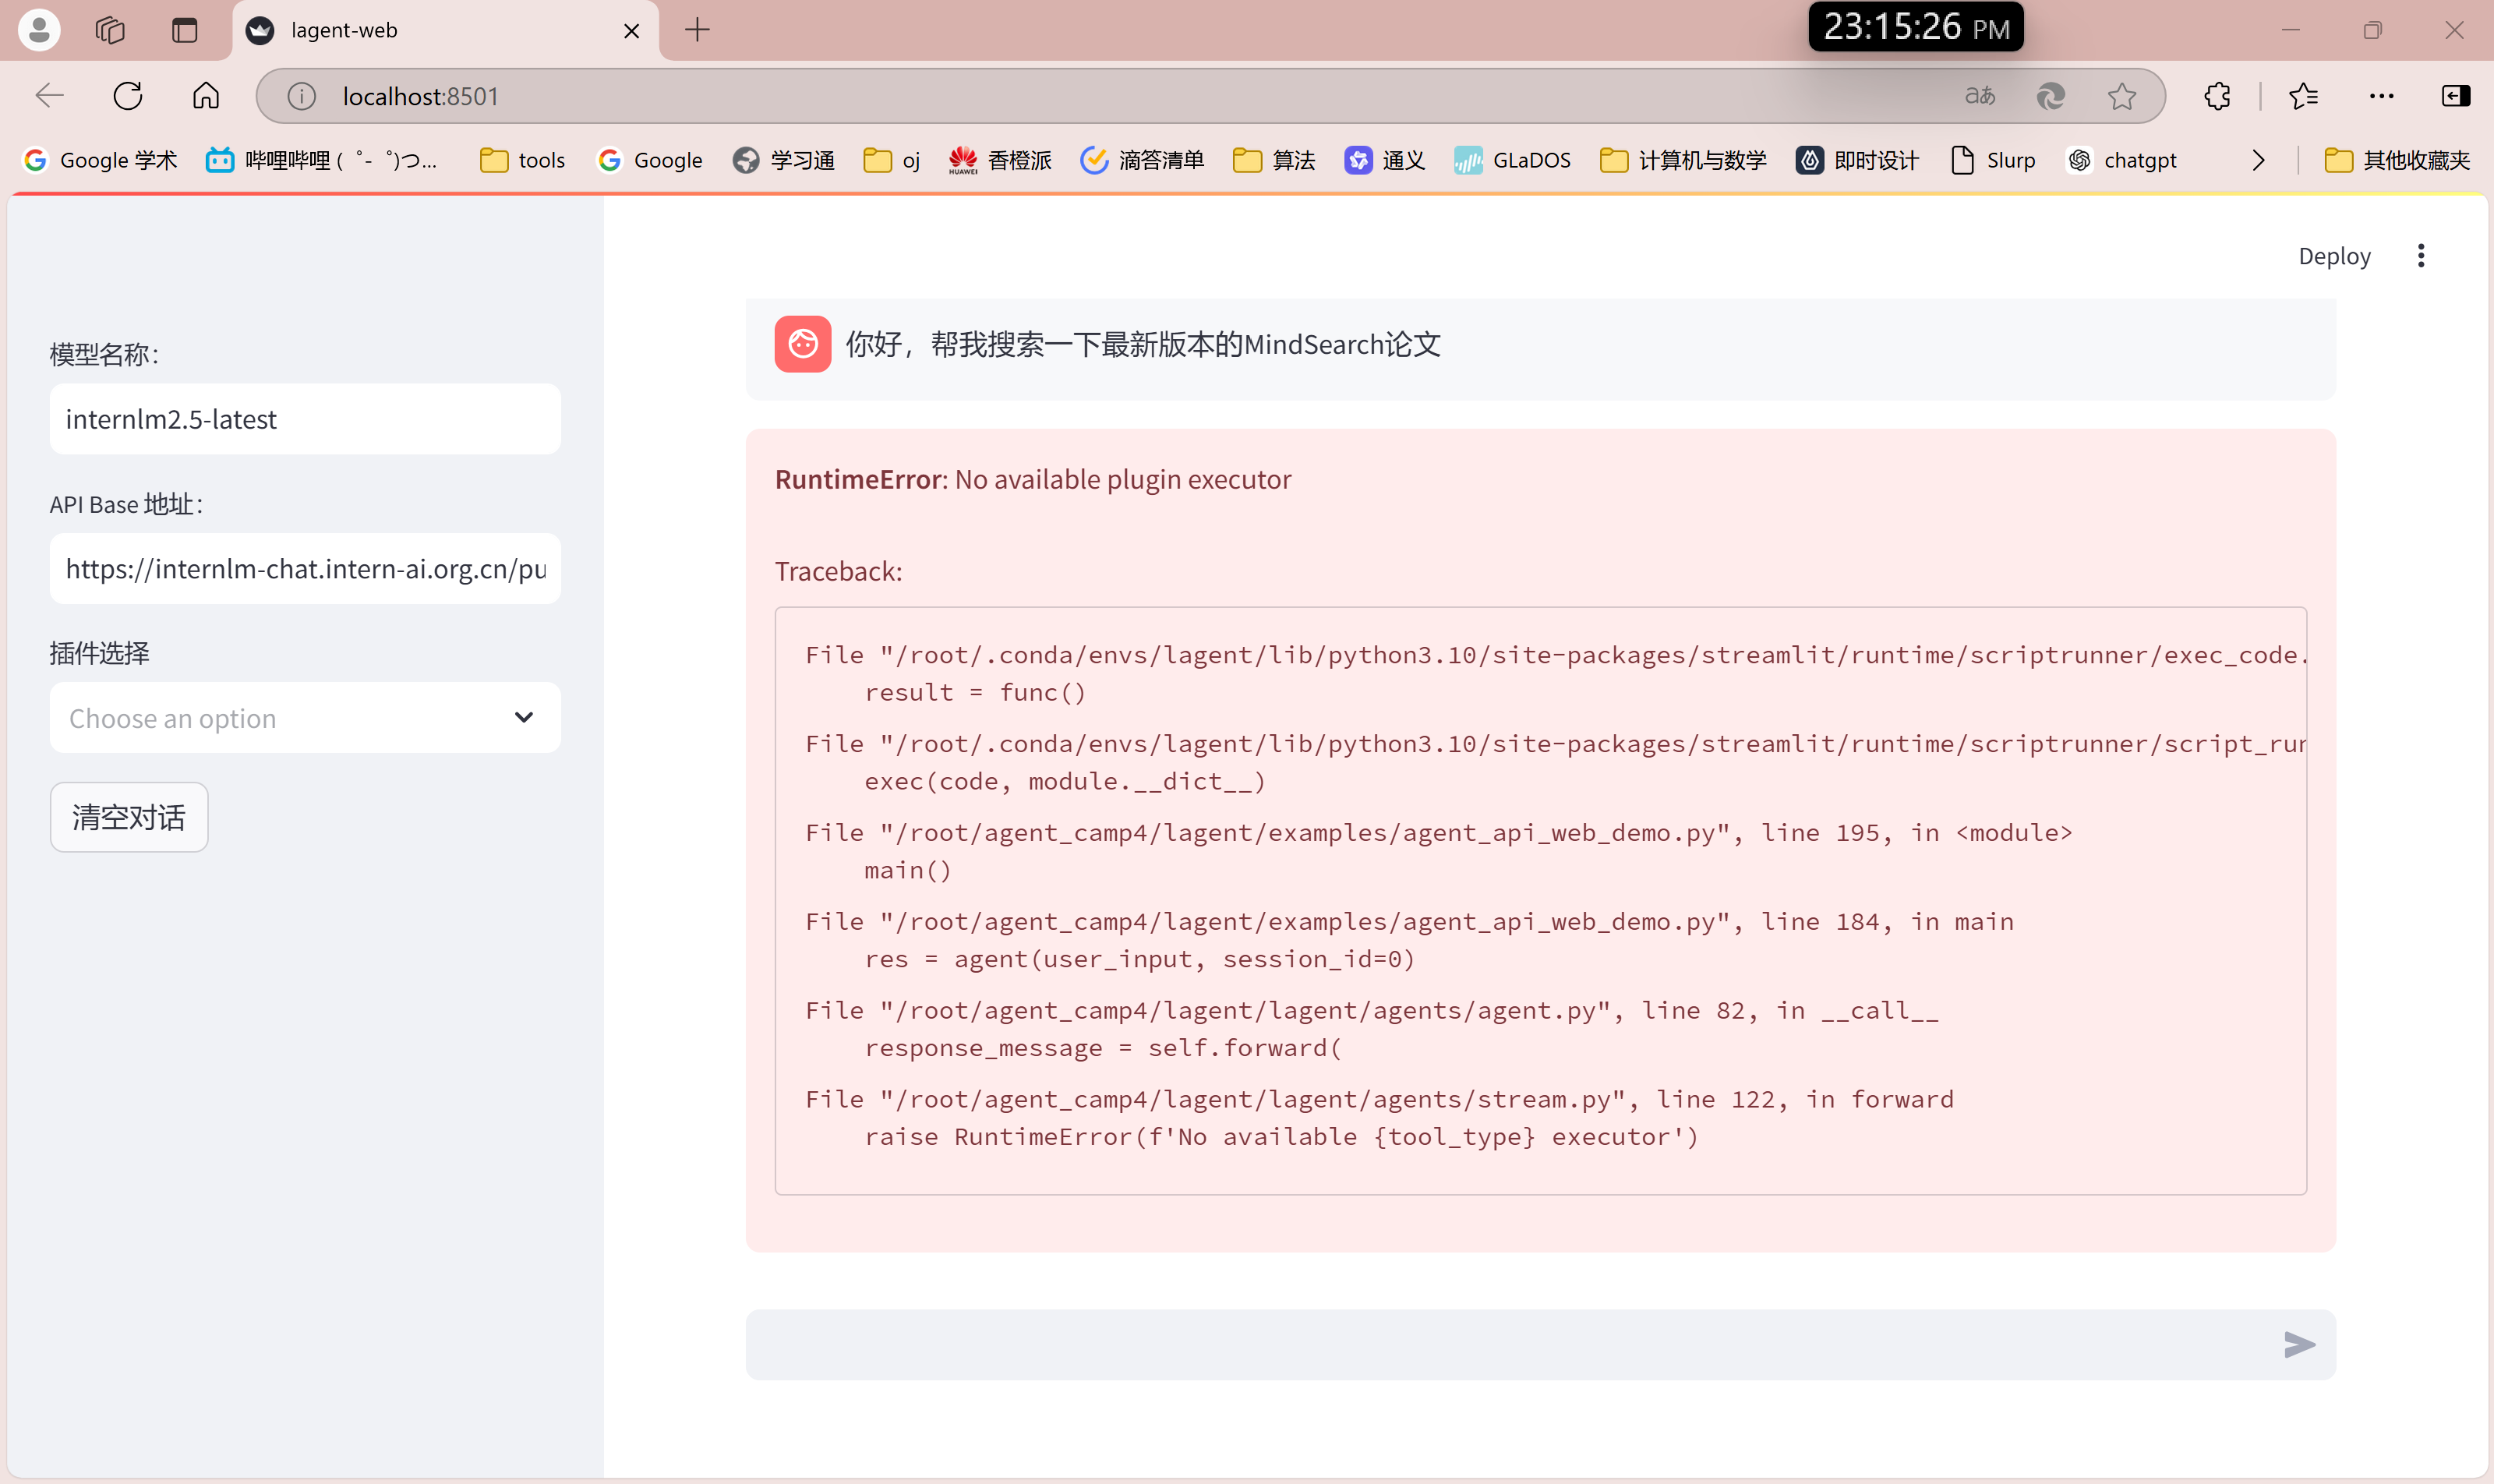 lagent-web
23:15:26 PM
localhost:8501
aあ
Google 学术
哔哩哔哩 ( ゜- ゜)つ...
tools
Google
学习通
oj
HUAWEI
香橙派
滴答清单
算法
通义
GLaDOS
计算机与数学
即时设计
Slurp
chatgpt
其他收藏夹
Deploy
模型名称：
internlm2.5-latest
API Base 地址：
https://internlm-chat.intern-ai.org.cn/pu
插件选择
Choose an option
清空对话
你好，帮我搜索一下最新版本的MindSearch论文
RuntimeError: No available plugin executor
Traceback:
File "/root/.conda/envs/lagent/lib/python3.10/site-packages/streamlit/runtime/scriptrunner/exec_code.
result = func()
File "/root/.conda/envs/lagent/lib/python3.10/site-packages/streamlit/runtime/scriptrunner/script_run
exec(code, module.__dict__)
File "/root/agent_camp4/lagent/examples/agent_api_web_demo.py", line 195, in <module>
main()
File "/root/agent_camp4/lagent/examples/agent_api_web_demo.py", line 184, in main
res = agent(user_input, session_id=0)
File "/root/agent_camp4/lagent/lagent/agents/agent.py", line 82, in __call__
response_message = self.forward(
File "/root/agent_camp4/lagent/lagent/agents/stream.py", line 122, in forward
raise RuntimeError(f'No available {tool_type} executor')